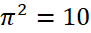 π² = 10